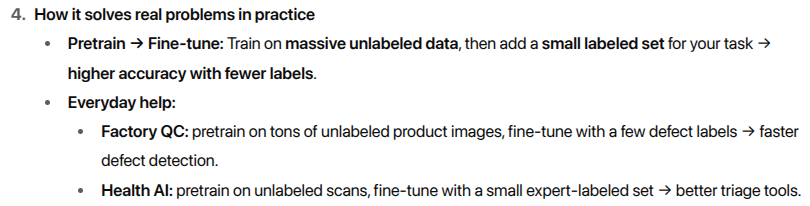 4. How it solves real problems in practice
• Pretrain → Fine-tune: Train on massive unlabeled data, then add a small labeled set for your task →
higher accuracy with fewer labels.
• Everyday help:
• Factory QC: pretrain on tons of unlabeled product images, fine-tune with a few defect labels → faster
defect detection.
• Health AI: pretrain on unlabeled scans, fine-tune with a small expert-labeled set → better triage tools.